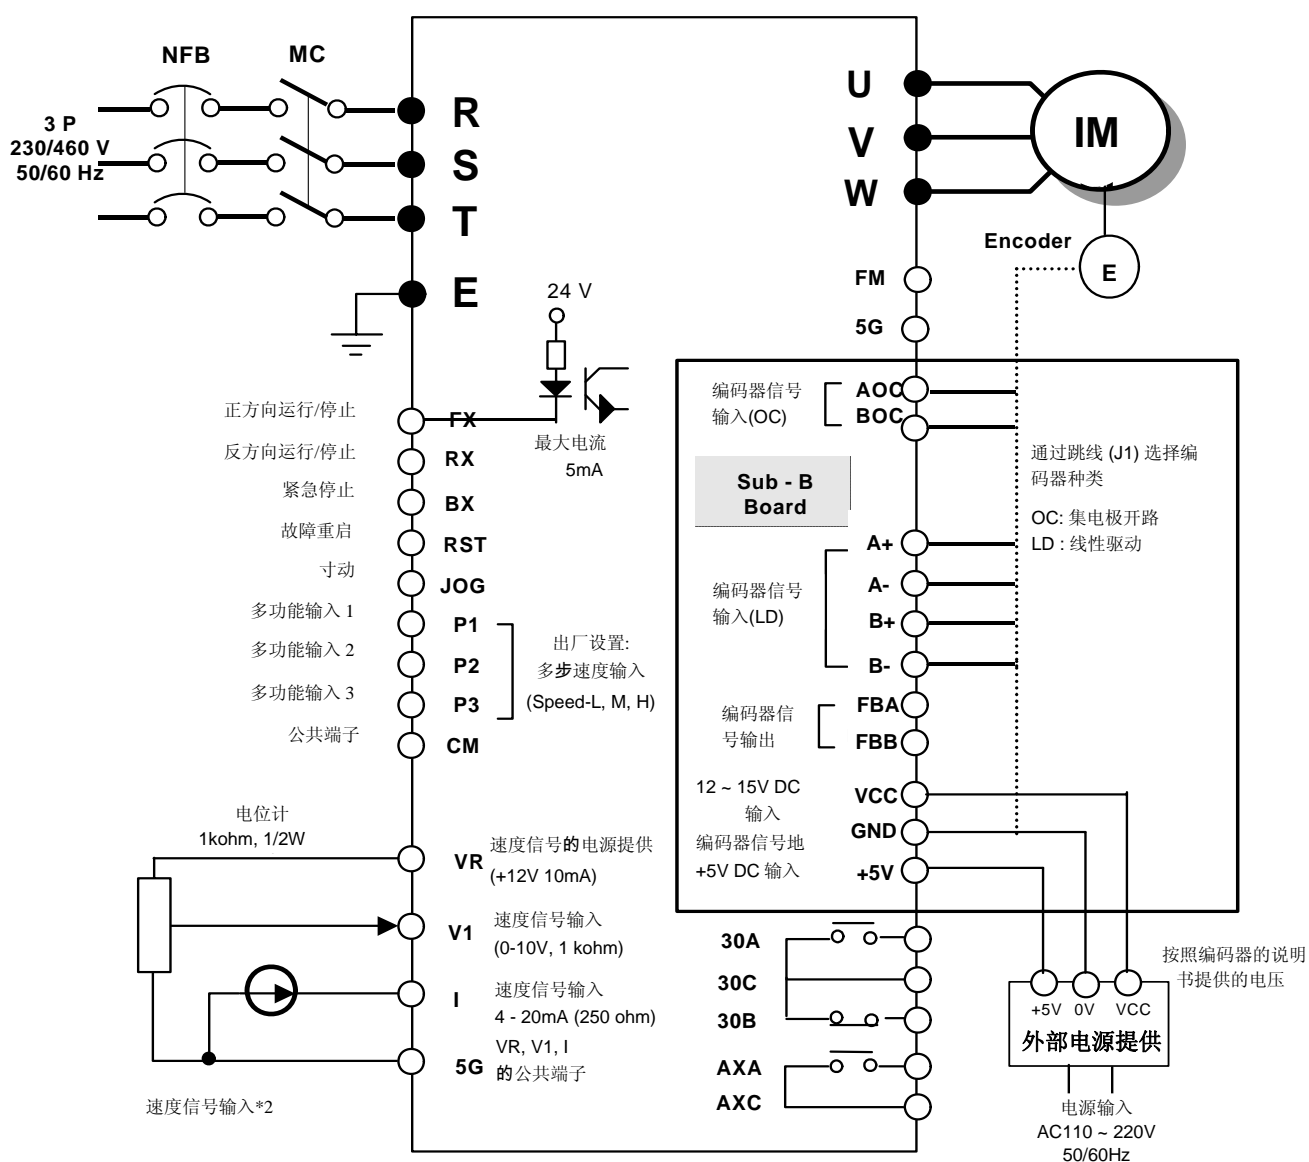 NFB
MC
3 P
230/460 V
50/60 Hz
R
S
T
E
U
V
W
IM
Encoder
E
FM
5G
24 V
最大电流
5mA
正方向运行/停止
FX
反方向运行/停止
RX
紧急停止
BX
故障重启
RST
寸动
JOG
多功能输入 1
P1
多功能输入 2
P2
多功能输入 3
P3
公共端子
CM
出厂设置:
多步速度输入
(Speed-L, M, H)
电位计
1kohm, 1/2W
VR
速度信号的电源提供
(+12V 10mA)
V1
速度信号输入
(0-10V, 1 kohm)
I
速度信号输入
4 - 20mA (250 ohm)
5G
VR, V1, I
的公共端子
速度信号输入*2
编码器信号
输入(OC)
AOC
BOC
Sub - B
Board
通过跳线 (J1) 选择编
码器种类
OC: 集电极开路
LD : 线性驱动
编码器信号
输入(LD)
A+
A-
B+
B-
编码器信
号输出
FBA
FBB
12 ~ 15V DC
输入
VCC
编码器信号地
GND
+5V DC 输入
+5V
30A
30C
30B
AXA
AXC
按照编码器的说明
书提供的电压
+5V 0V VCC
外部电源提供
电源输入
AC110 ~ 220V
50/60Hz